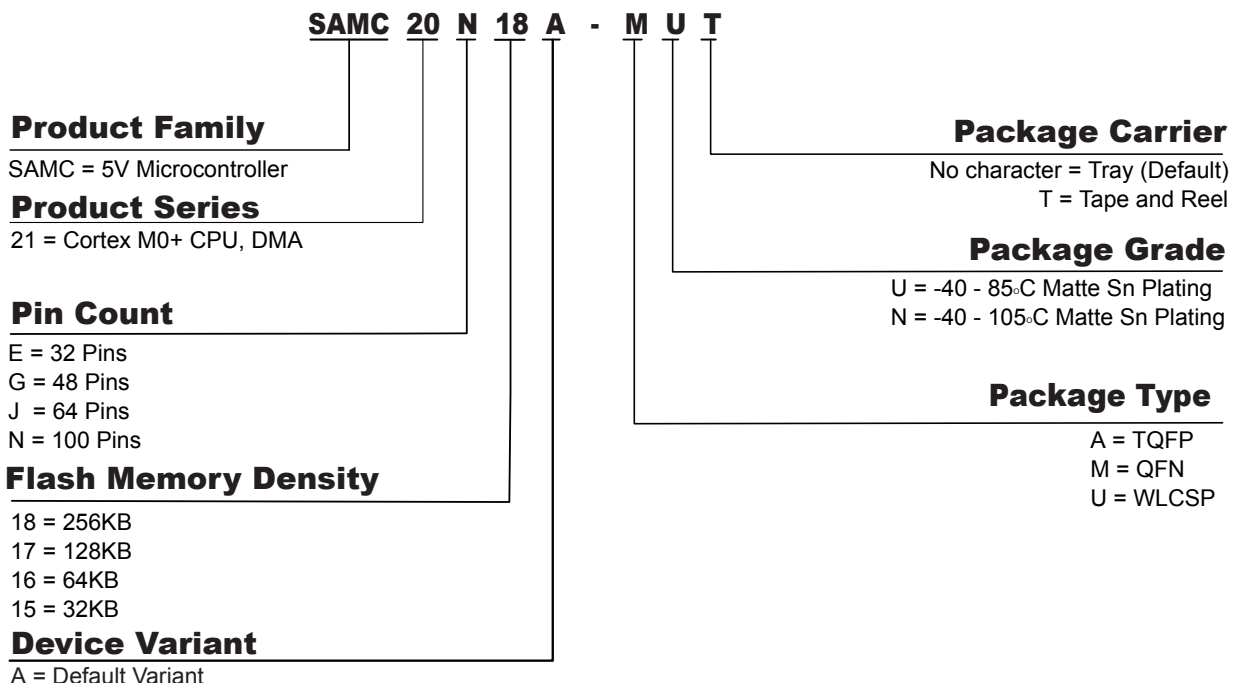 SAMC 20 N 18 A - M U T
Product Family
SAMC = 5V Microcontroller
Product Series
21 = Cortex M0+ CPU, DMA
Pin Count
E = 32 Pins
G = 48 Pins
J = 64 Pins
N = 100 Pins
Flash Memory Density
18 = 256KB
17 = 128KB
16 = 64KB
15 = 32KB
Device Variant
A = Default Variant
Package Carrier
No character = Tray (Default)
T = Tape and Reel
Package Grade
U = -40 - 85°C Matte Sn Plating
N = -40 - 105°C Matte Sn Plating
Package Type
A = TQFP
M = QFN
U = WLCSP